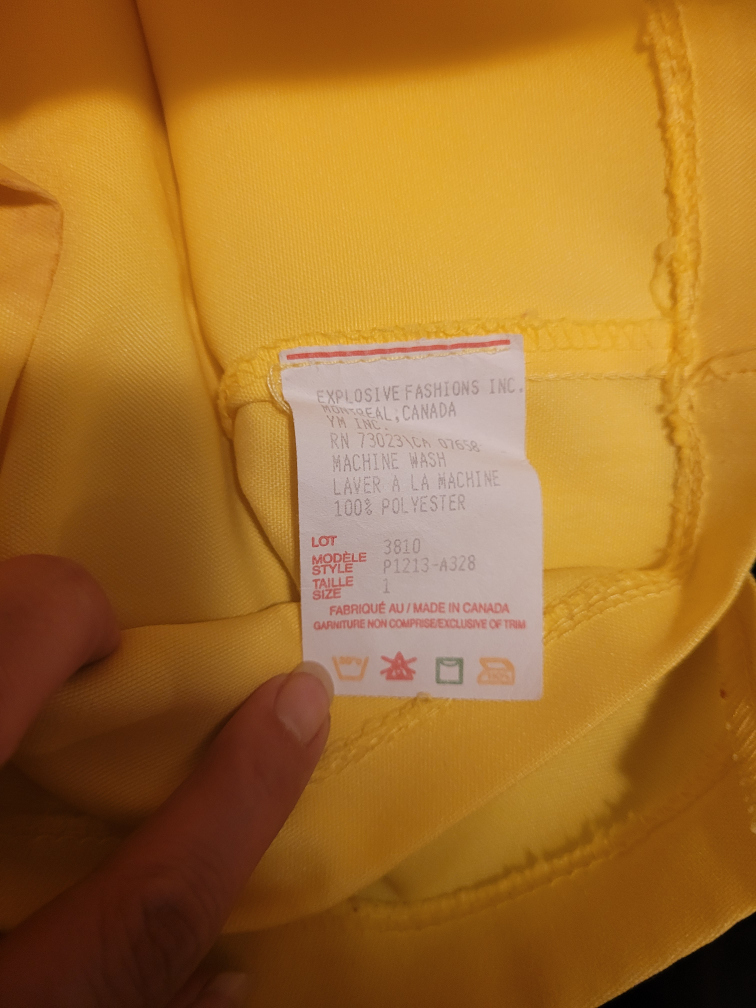 EXPLOSIVE FASHIONS INC.
MONTREAL, CANADA
YM INC.
RN 73023\CA 07658
MACHINE WASH
LAVER A LA MACHINE
100% POLYESTER
LOT 3810
MODÈLE
STYLE P1213-A328
TAILLE
SIZE 1
FABRIQUÉ AU / MADE IN CANADA
GARNITURE NON COMPRISE/EXCLUSIVE OF TRIM